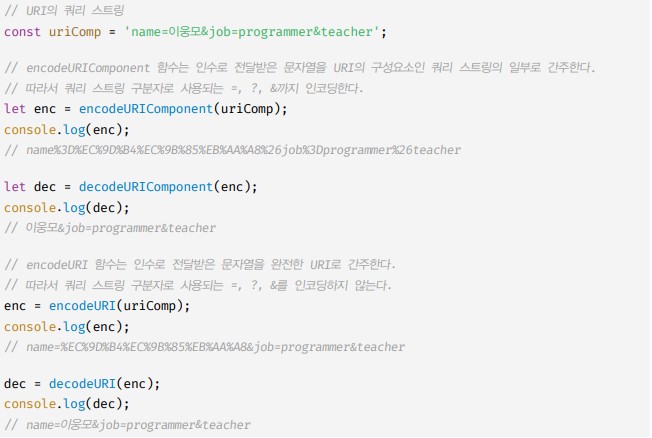 // URI의 쿼리 스트링
const uriComp = 'name=이웅모&job=programmer&teacher';
// encodeURIComponent 함수는 인수로 전달받은 문자열을 URI의 구성요소인 쿼리 스트링의 일부로 간주한다.
// 따라서 쿼리 스트링 구분자로 사용되는 =, ?, &까지 인코딩한다.
let enc = encodeURIComponent(uriComp);
console.log(enc);
// name%3D%EC%9D%B4%EC%9B%85%EB%AA%A8%26job%3Dprogrammer%26teacher
let dec = decodeURIComponent(enc);
console.log(dec);
// 이웅모&job=programmer&teacher
// encodeURI 함수는 인수로 전달받은 문자열을 완전한 URI로 간주한다.
// 따라서 쿼리 스트링 구분자로 사용되는 =, ?, &를 인코딩하지 않는다.
enc = encodeURI(uriComp);
console.log(enc);
// name=%EC%9D%B4%EC%9B%85%EB%AA%A8&job=programmer&teacher
dec = decodeURI(enc);
console.log(dec);
// name=이웅모&job=programmer&teacher